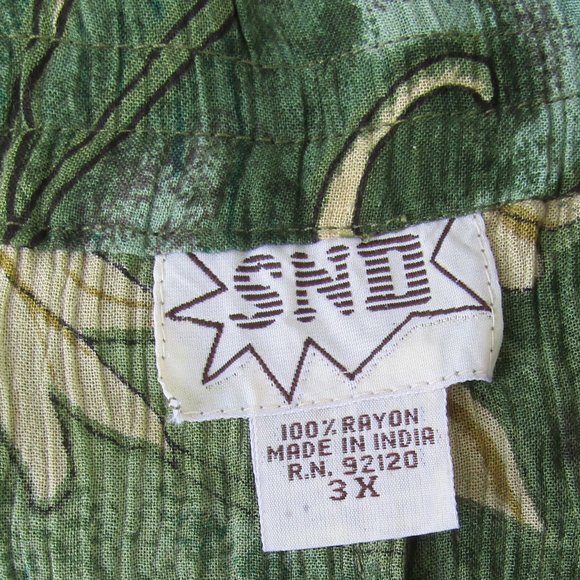 SND
100% RAYON
MADE IN INDIA
R.N. 92120
3X